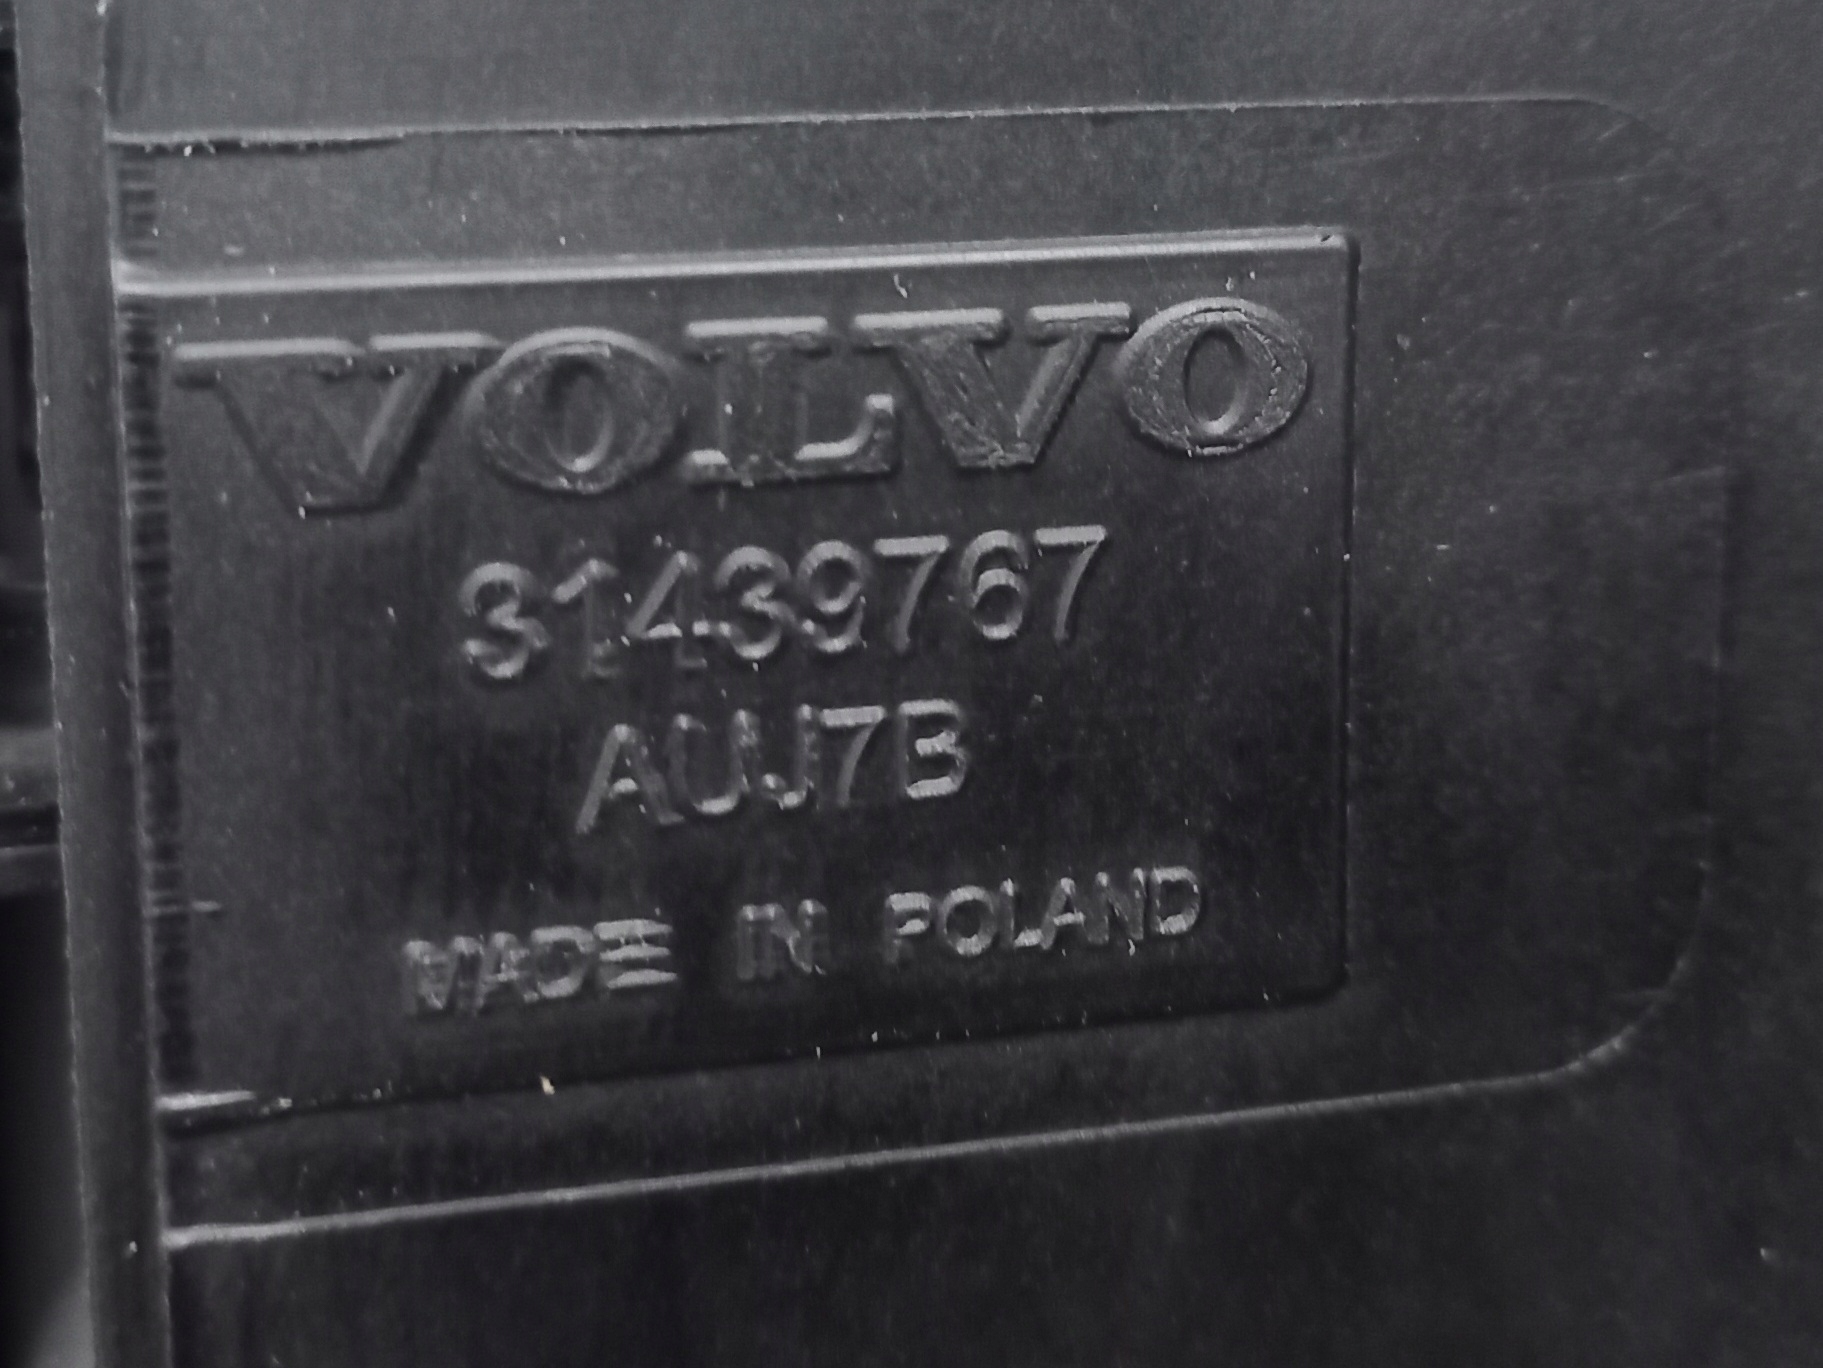 VOLVO
31439767
AUJ7B
MADE IN POLAND